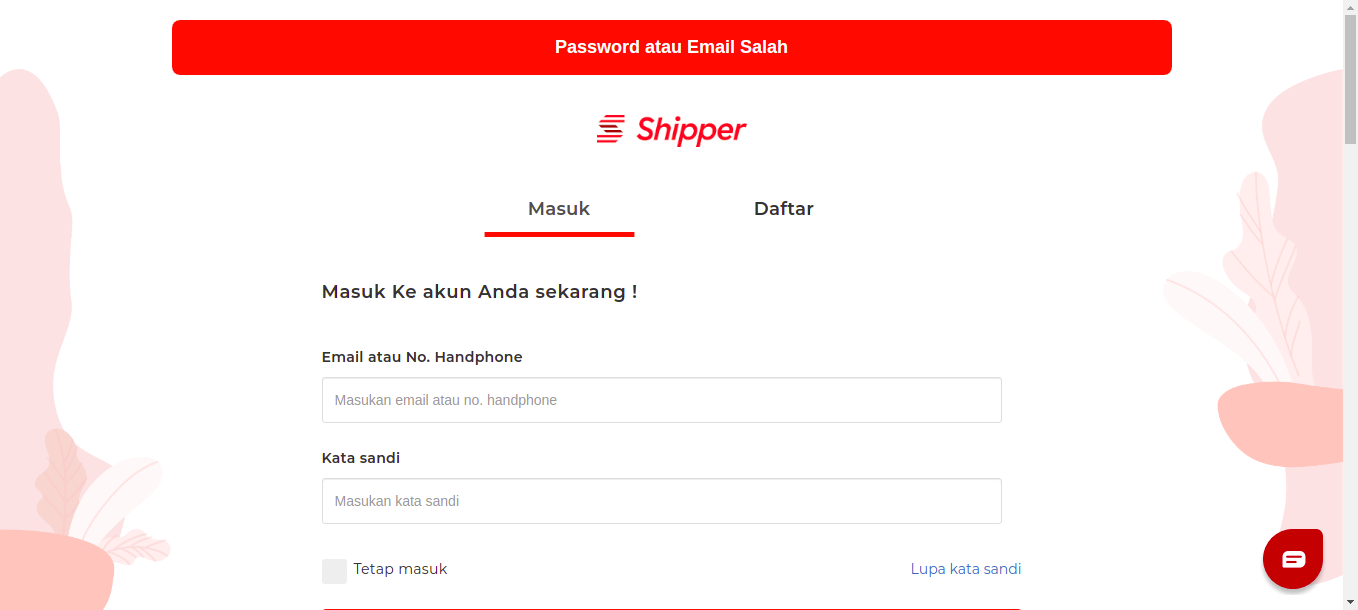 Password atau Email Salah
Shipper
Masuk Daftar
Masuk Ke akun Anda sekarang !
Email atau No. Handphone
Masukan email atau no. handphone
Kata sandi
Masukan kata sandi
Tetap masuk Lupa kata sandi